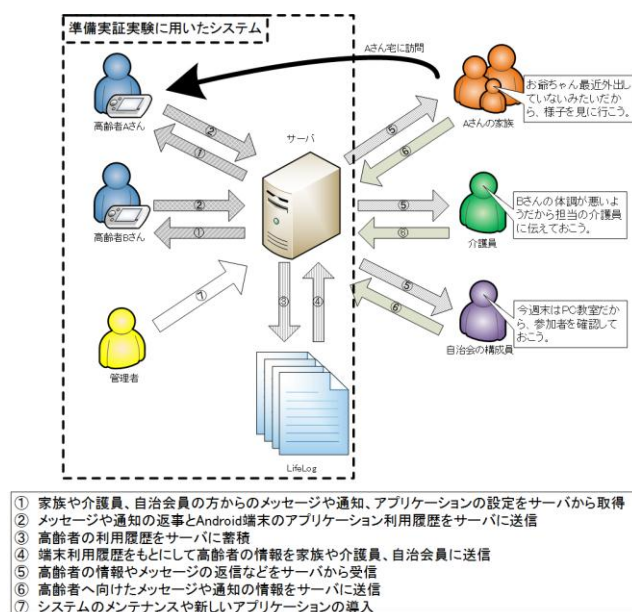 準備実証実験に用いたシステム
Aさん宅に訪問
高齢者Aさん
②
①
サーバ
⑤
⑥
Aさんの家族
お爺ちゃん最近外出し
ていないみたいだか
ら、様子を見に行こう。
高齢者Bさん
②
①
⑤
⑥
介護員
Bさんの体調が悪いよ
うだから担当の介護員
に伝えておこう。
⑦
管理者
③
④
⑤
⑥
自治会の構成員
今週末はPC教室だか
ら、参加者を確認して
おこう。
LifeLog
① 家族や介護員、自治会員の方からのメッセージや通知、アプリケーションの設定をサーバから取得
② メッセージや通知の返事とAndroid端末のアプリケーション利用履歴をサーバに送信
③ 高齢者の利用履歴をサーバに蓄積
④ 端末利用履歴をもとにして高齢者の情報を家族や介護員、自治会員に送信
⑤ 高齢者の情報やメッセージの返信などをサーバから受信
⑥ 高齢者へ向けたメッセージや通知の情報をサーバに送信
⑦ システムのメンテナンスや新しいアプリケーションの導入